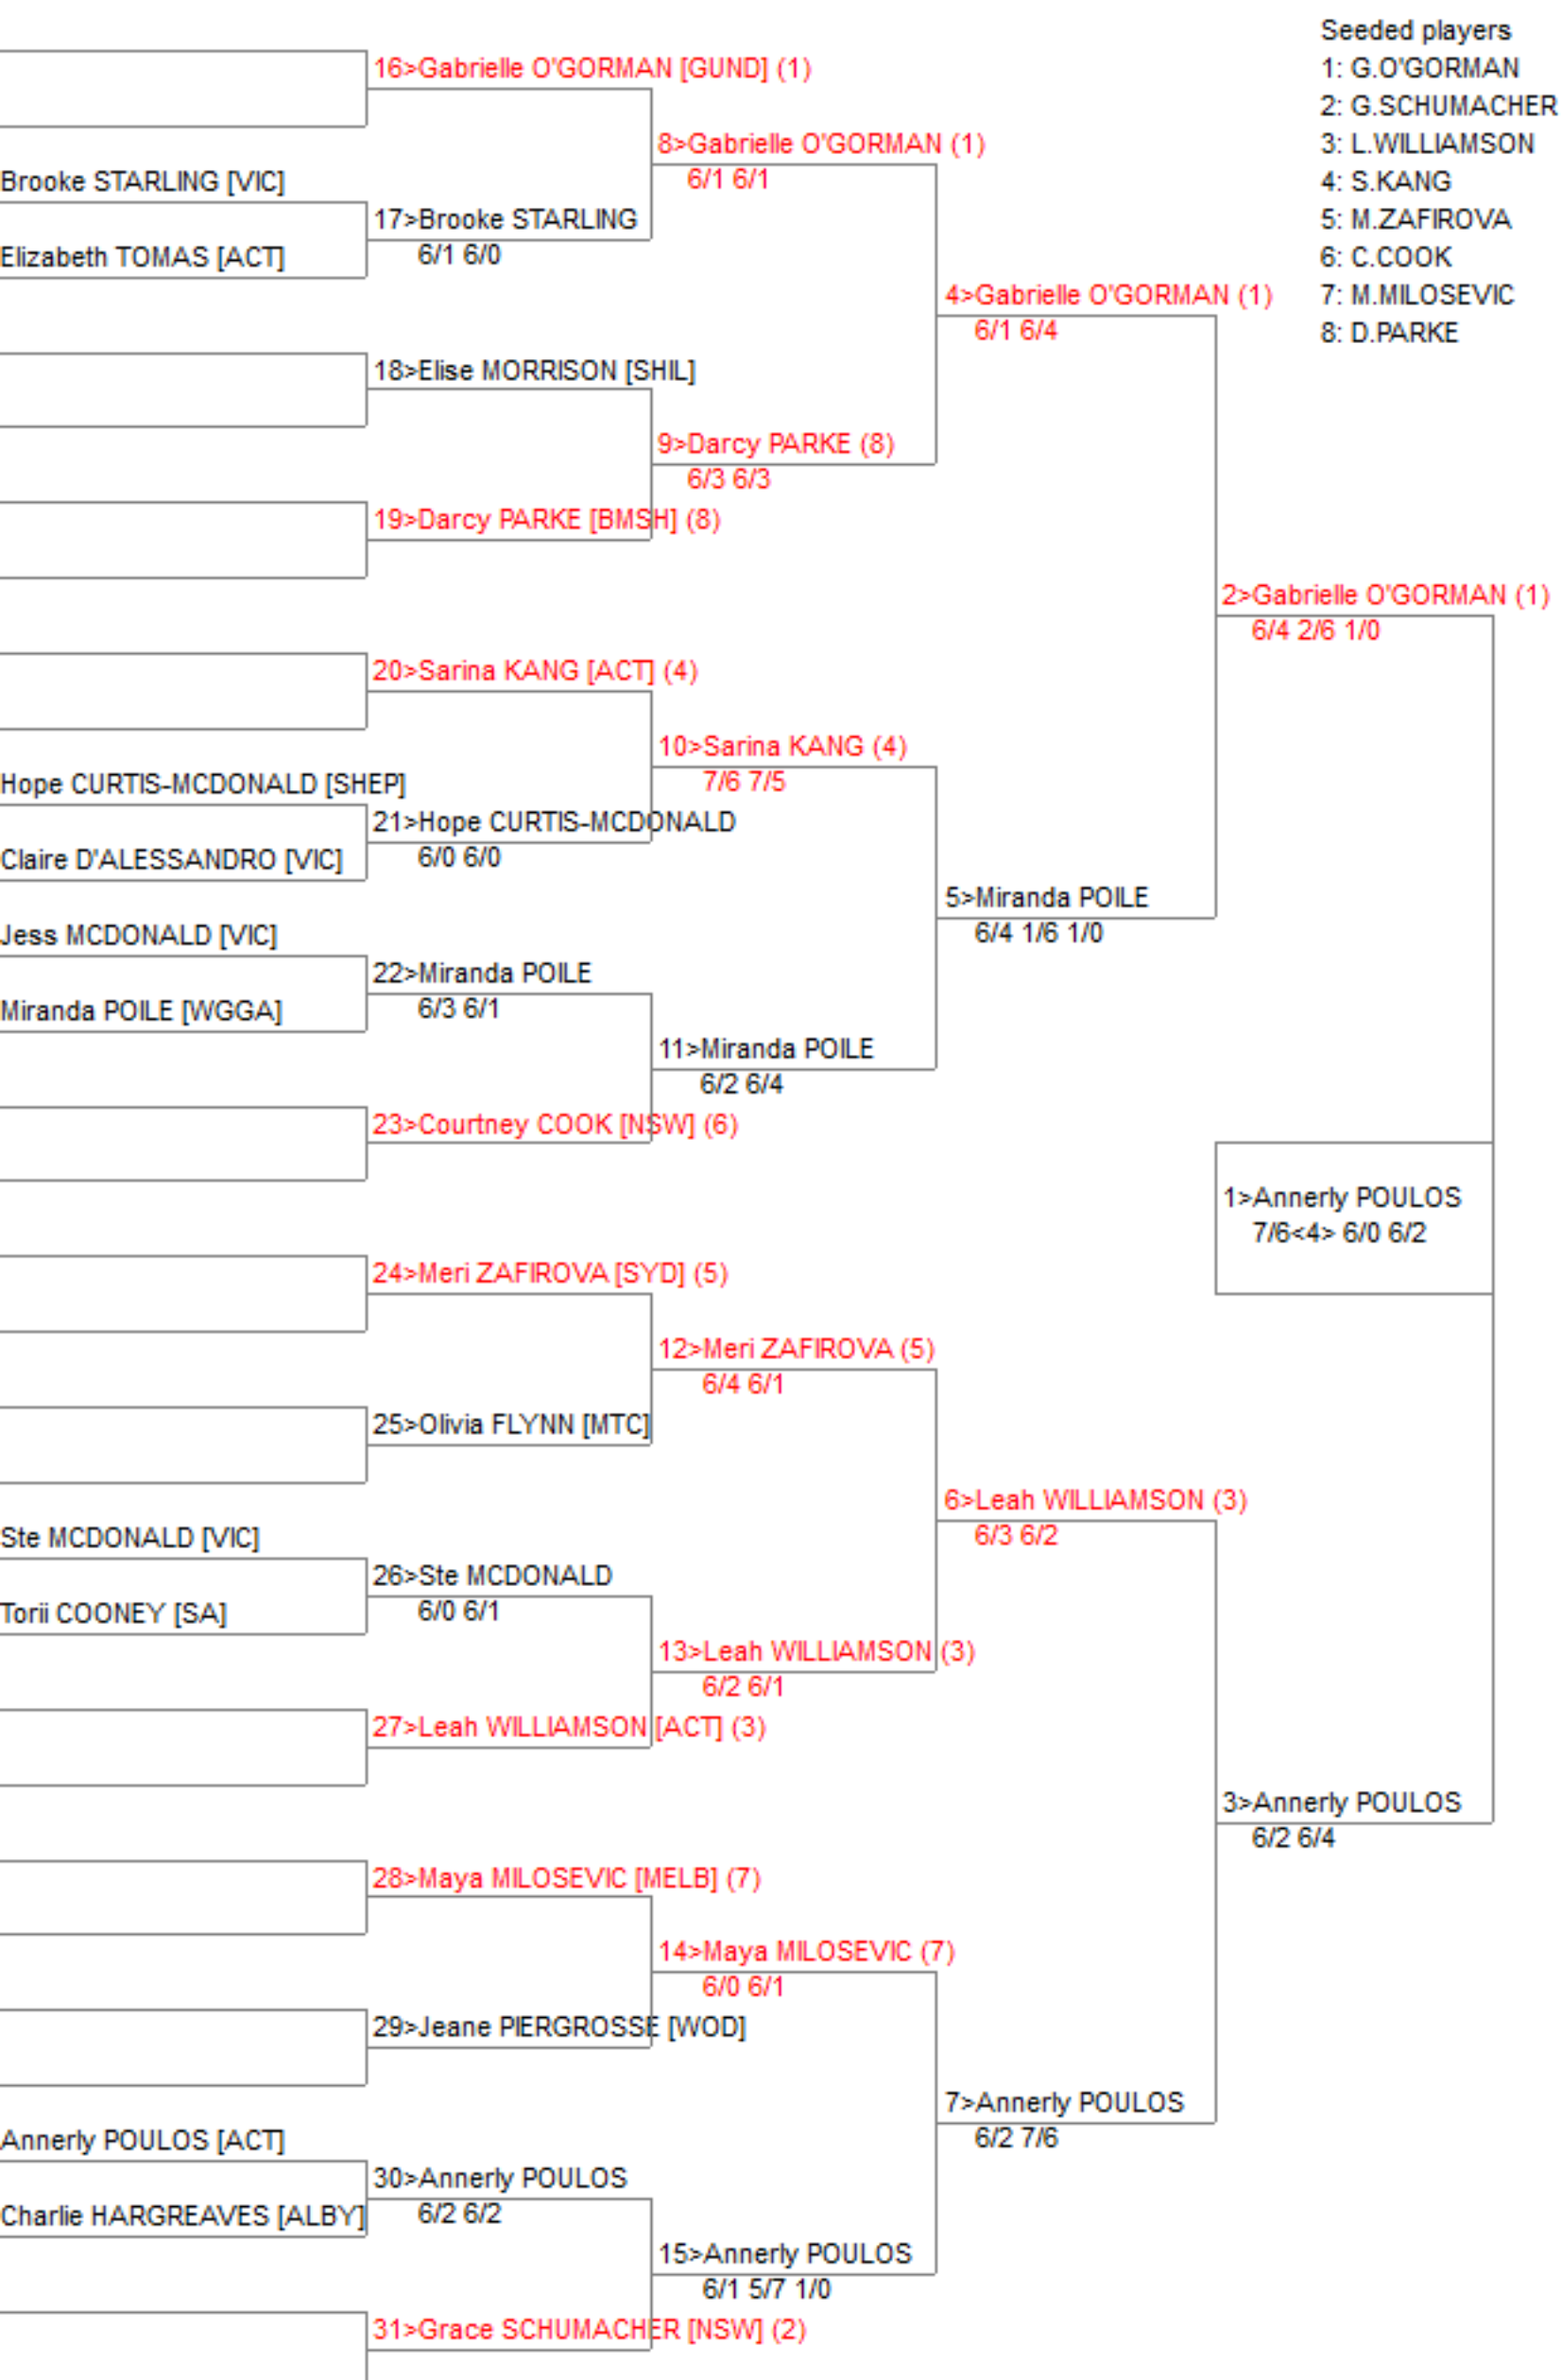 Seeded players
1: G.O'GORMAN
2: G.SCHUMACHER
3: L.WILLIAMSON
4: S.KANG
5: M.ZAFIROVA
6: C.COOK
7: M.MILOSEVIC
8: D.PARKE
Brooke STARLING [VIC]
Elizabeth TOMAS [ACT]
Hope CURTIS-MCDONALD [SHEP]
Claire D'ALESSANDRO [VIC]
Jess MCDONALD [VIC]
Miranda POILE [WGGA]
Ste MCDONALD [VIC]
Torii COONEY [SA]
Annerly POULOS [ACT]
Charlie HARGREAVES [ALBY]
16>Gabrielle O'GORMAN [GUND] (1)
17>Brooke STARLING
6/1 6/0
18>Elise MORRISON [SHIL]
19>Darcy PARKE [BMSH] (8)
20>Sarina KANG [ACT] (4)
21>Hope CURTIS-MCDONALD
6/0 6/0
22>Miranda POILE
6/3 6/1
23>Courtney COOK [NSW] (6)
24>Meri ZAFIROVA [SYD] (5)
25>Olivia FLYNN [MTC]
26>Ste MCDONALD
6/0 6/1
27>Leah WILLIAMSON [ACT] (3)
28>Maya MILOSEVIC [MELB] (7)
29>Jeane PIERGROSSE [WOD]
30>Annerly POULOS
6/2 6/2
31>Grace SCHUMACHER [NSW] (2)
8>Gabrielle O'GORMAN (1)
6/1 6/1
9>Darcy PARKE (8)
6/3 6/3
10>Sarina KANG (4)
7/6 7/5
11>Miranda POILE
6/2 6/4
12>Meri ZAFIROVA (5)
6/4 6/1
13>Leah WILLIAMSON (3)
6/2 6/1
14>Maya MILOSEVIC (7)
6/0 6/1
15>Annerly POULOS
6/1 5/7 1/0
4>Gabrielle O'GORMAN (1)
6/1 6/4
5>Miranda POILE
6/4 1/6 1/0
6>Leah WILLIAMSON (3)
6/3 6/2
7>Annerly POULOS
6/2 7/6
2>Gabrielle O'GORMAN (1)
6/4 2/6 1/0
3>Annerly POULOS
6/2 6/4
1>Annerly POULOS
7/6<4> 6/0 6/2